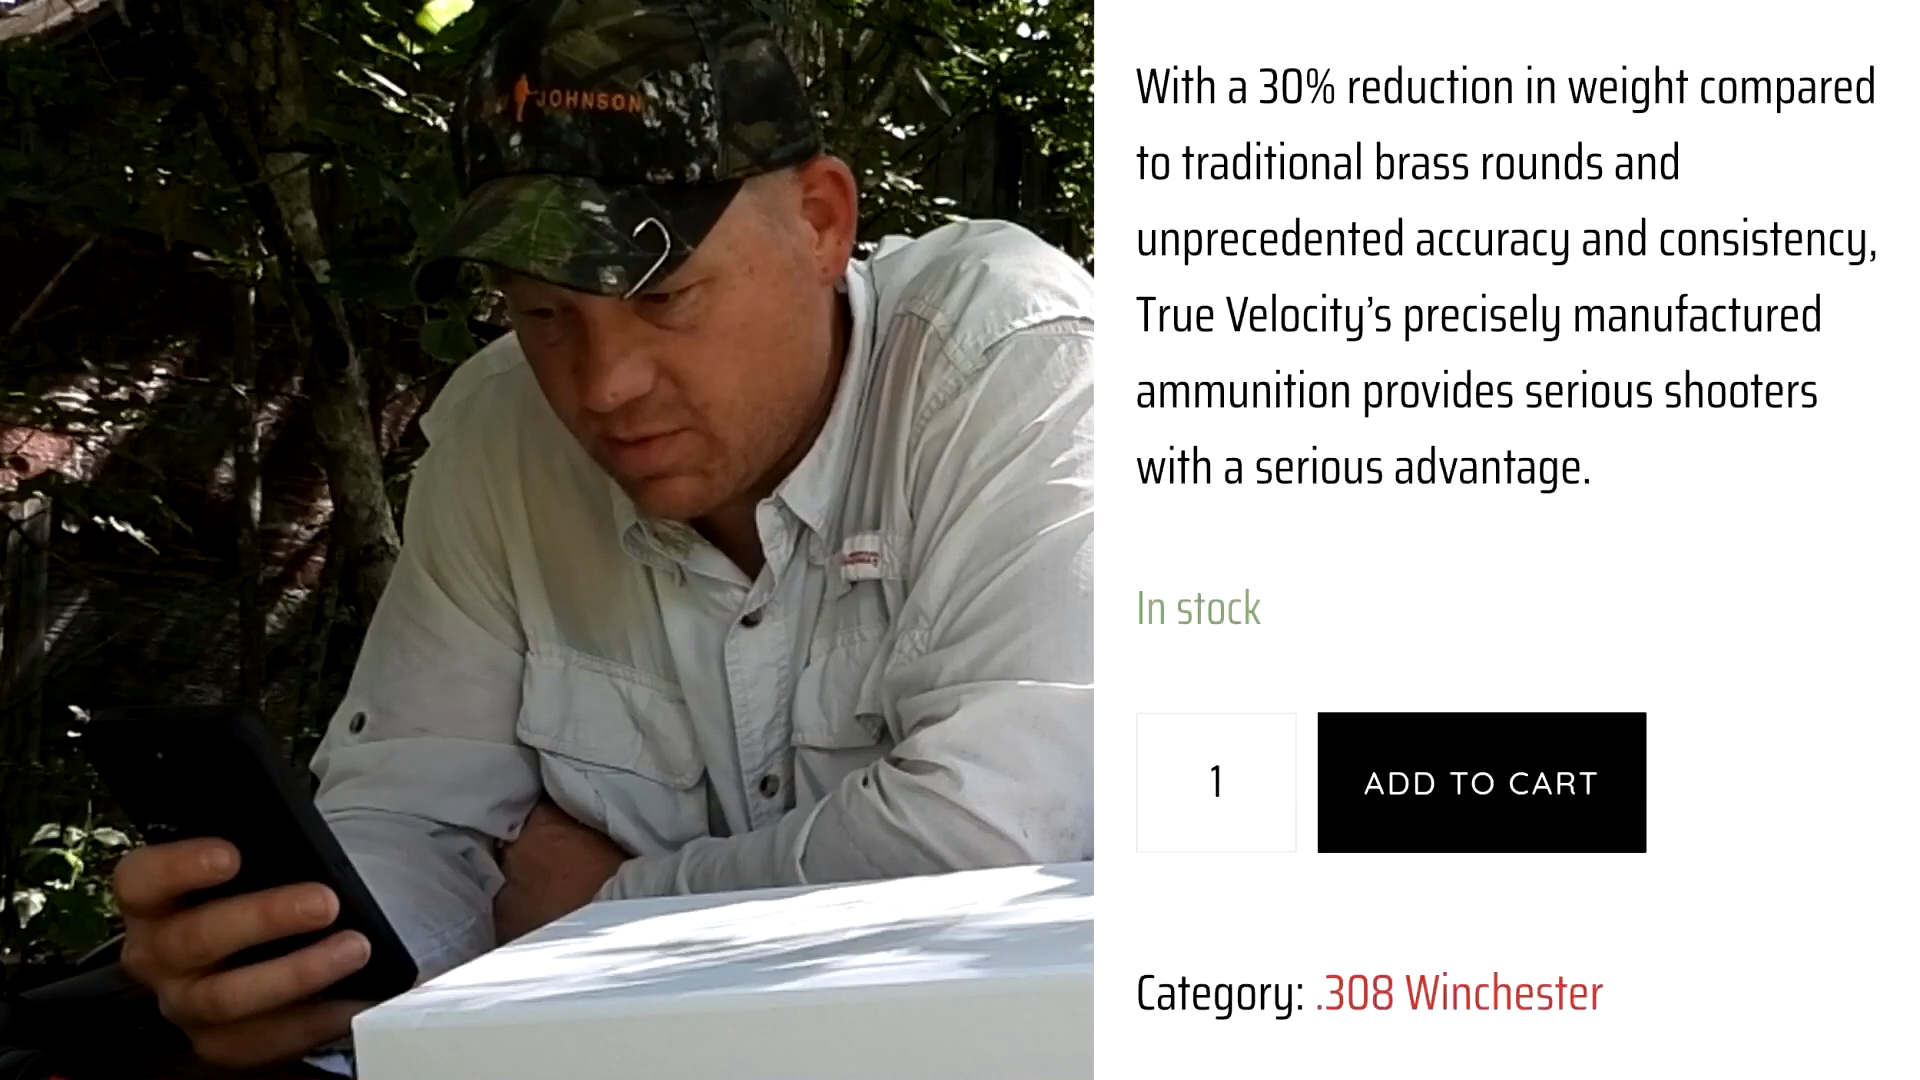 JOHNSON
With a 30% reduction in weight compared
to traditional brass rounds and
unprecedented accuracy and consistency,
True Velocity’s precisely manufactured
ammunition provides serious shooters
with a serious advantage.
In stock
1
ADD TO CART
Category: .308 Winchester